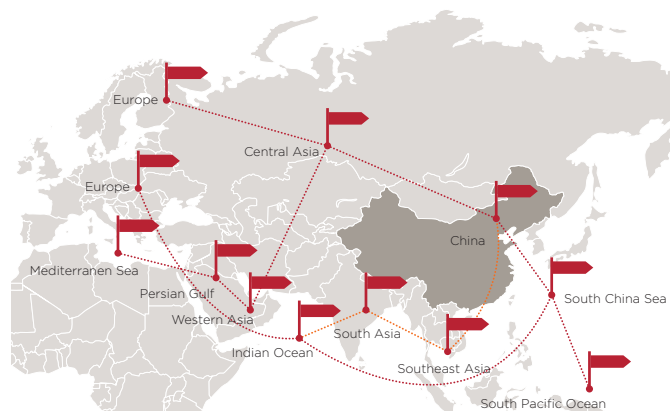 Europe
Central Asia
Europe
China
Mediterranen Sea
Persian Gulf
South China Sea
Western Asia
South Asia
Indian Ocean
Southeast Asia
South Pacific Ocean